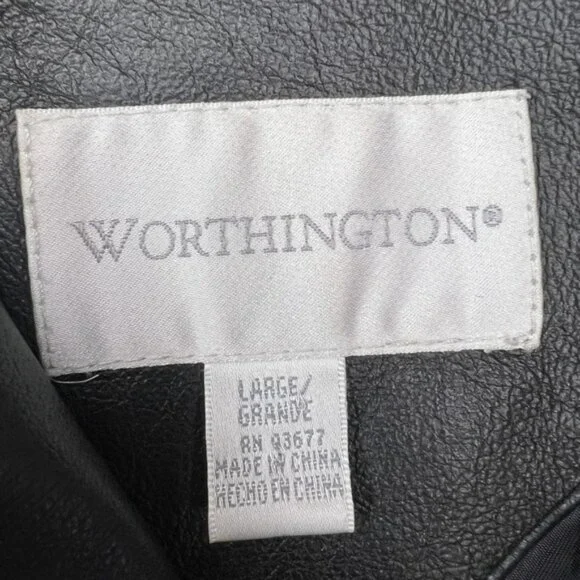 WORTHINGTON®
LARGE/
GRANDE
RN 93677
MADE IN CHINA
HECHO EN CHINA